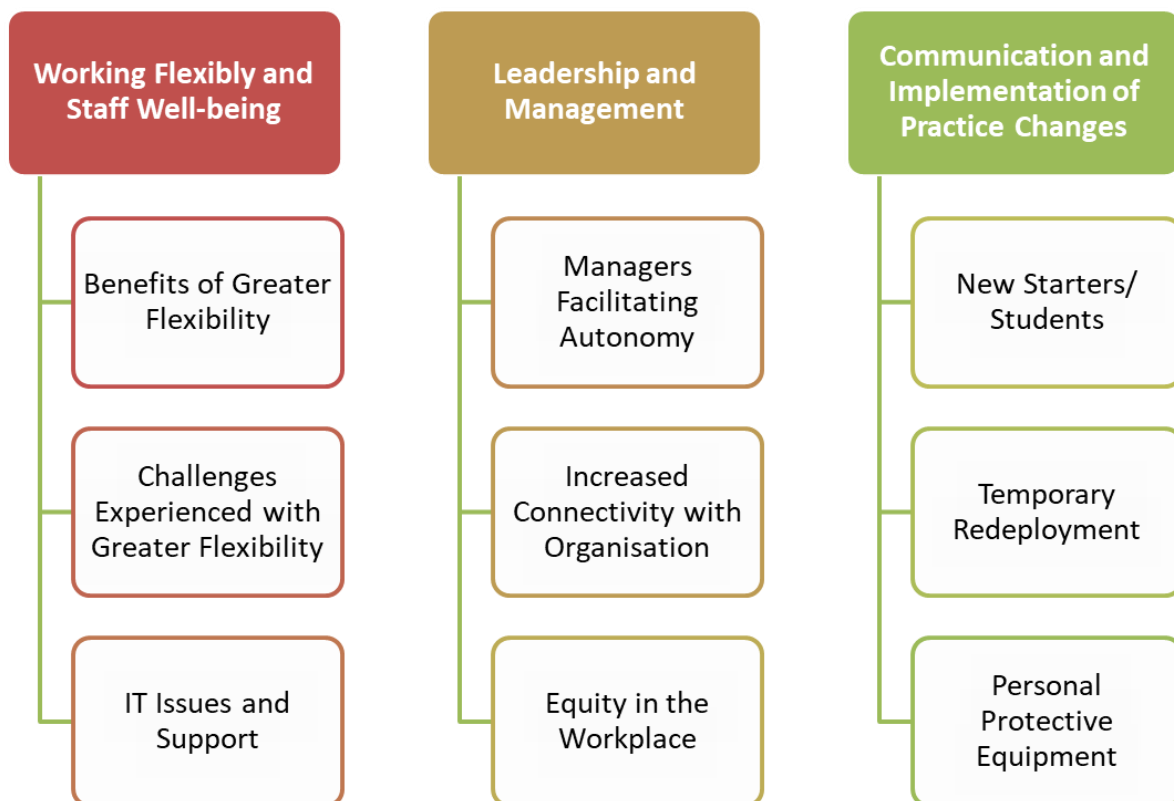 Working Flexibly and
Staff Well-being
Benefits of Greater
Flexibility
Challenges
Experienced with
Greater Flexibility
IT Issues and
Support
Leadership and
Management
Managers
Facilitating
Autonomy
Increased
Connectivity with
Organisation
Equity in the
Workplace
Communication and
Implementation of
Practice Changes
New Starters/
Students
Temporary
Redeployment
Personal
Protective
Equipment